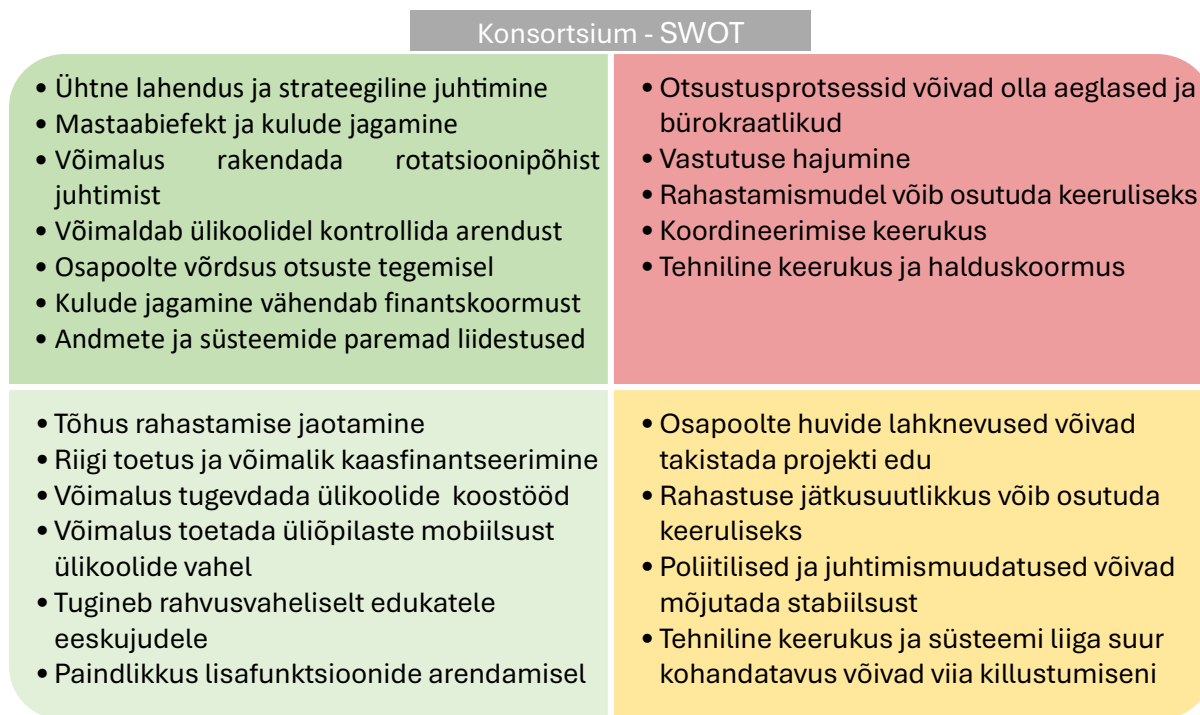 Konsortsium - SWOT
• Ühtne lahendus ja strateegiline juhtimine
• Mastaabiefekt ja kulude jagamine
• Võimalus rakendada rotatsioonipõhist
juhtimist
• Võimaldab ülikoolidel kontrollida arendust
• Osapoolte võrdsus otsuste tegemisel
• Kulude jagamine vähendab finantskoormust
• Andmete ja süsteemide paremad liidestused
• Otsustusprotsessid võivad olla aeglased ja
bürokraatlikud
• Vastutuse hajumine
• Rahastamismudel võib osutuda keeruliseks
• Koordineerimise keerukus
• Tehniline keerukus ja halduskoormus
• Tõhus rahastamise jaotamine
• Riigi toetus ja võimalik kaasfinantseerimine
• Võimalus tugevdada ülikoolide koostööd
• Võimalus toetada üliõpilaste mobiilsust
ülikoolide vahel
• Tugineb rahvusvaheliselt edukatele
eeskujudele
• Paindlikkus lisafunktsioonide arendamisel
• Osapoolte huvide lahknevused võivad
takistada projekti edu
• Rahastuse jätkusuutlikkus võib osutuda
keeruliseks
• Poliitilised ja juhtimismuudatused võivad
mõjutada stabiilsust
• Tehniline keerukus ja süsteemi liiga suur
kohandatavus võivad viia killustumiseni